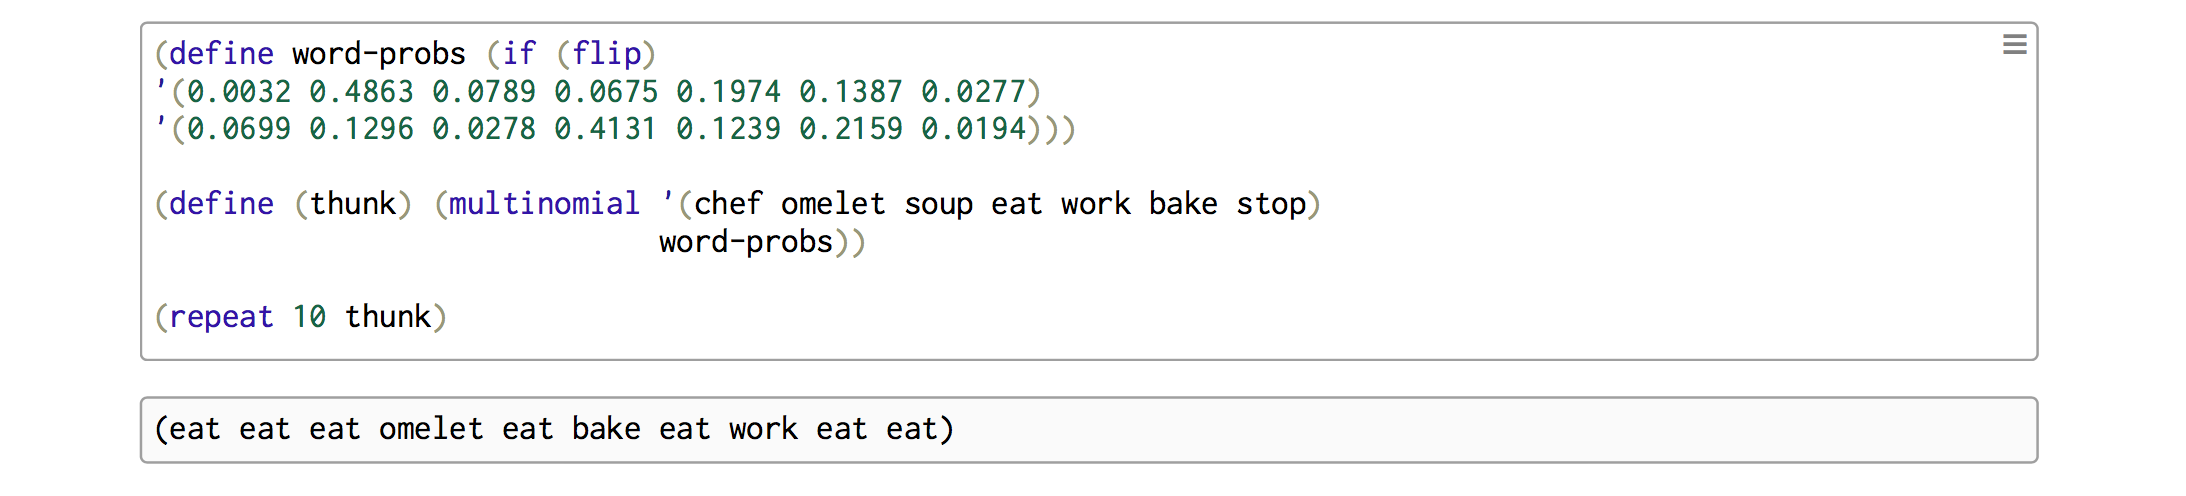 (define word-probs (if (flip)
'(0.0032 0.4863 0.0789 0.0675 0.1974 0.1387 0.0277)
'(0.0699 0.1296 0.0278 0.4131 0.1239 0.2159 0.0194)))
(define (thunk) (multinomial '(chef omelet soup eat work bake stop)
word-probs))
(repeat 10 thunk)
(eat eat eat omelet eat bake eat work eat eat)